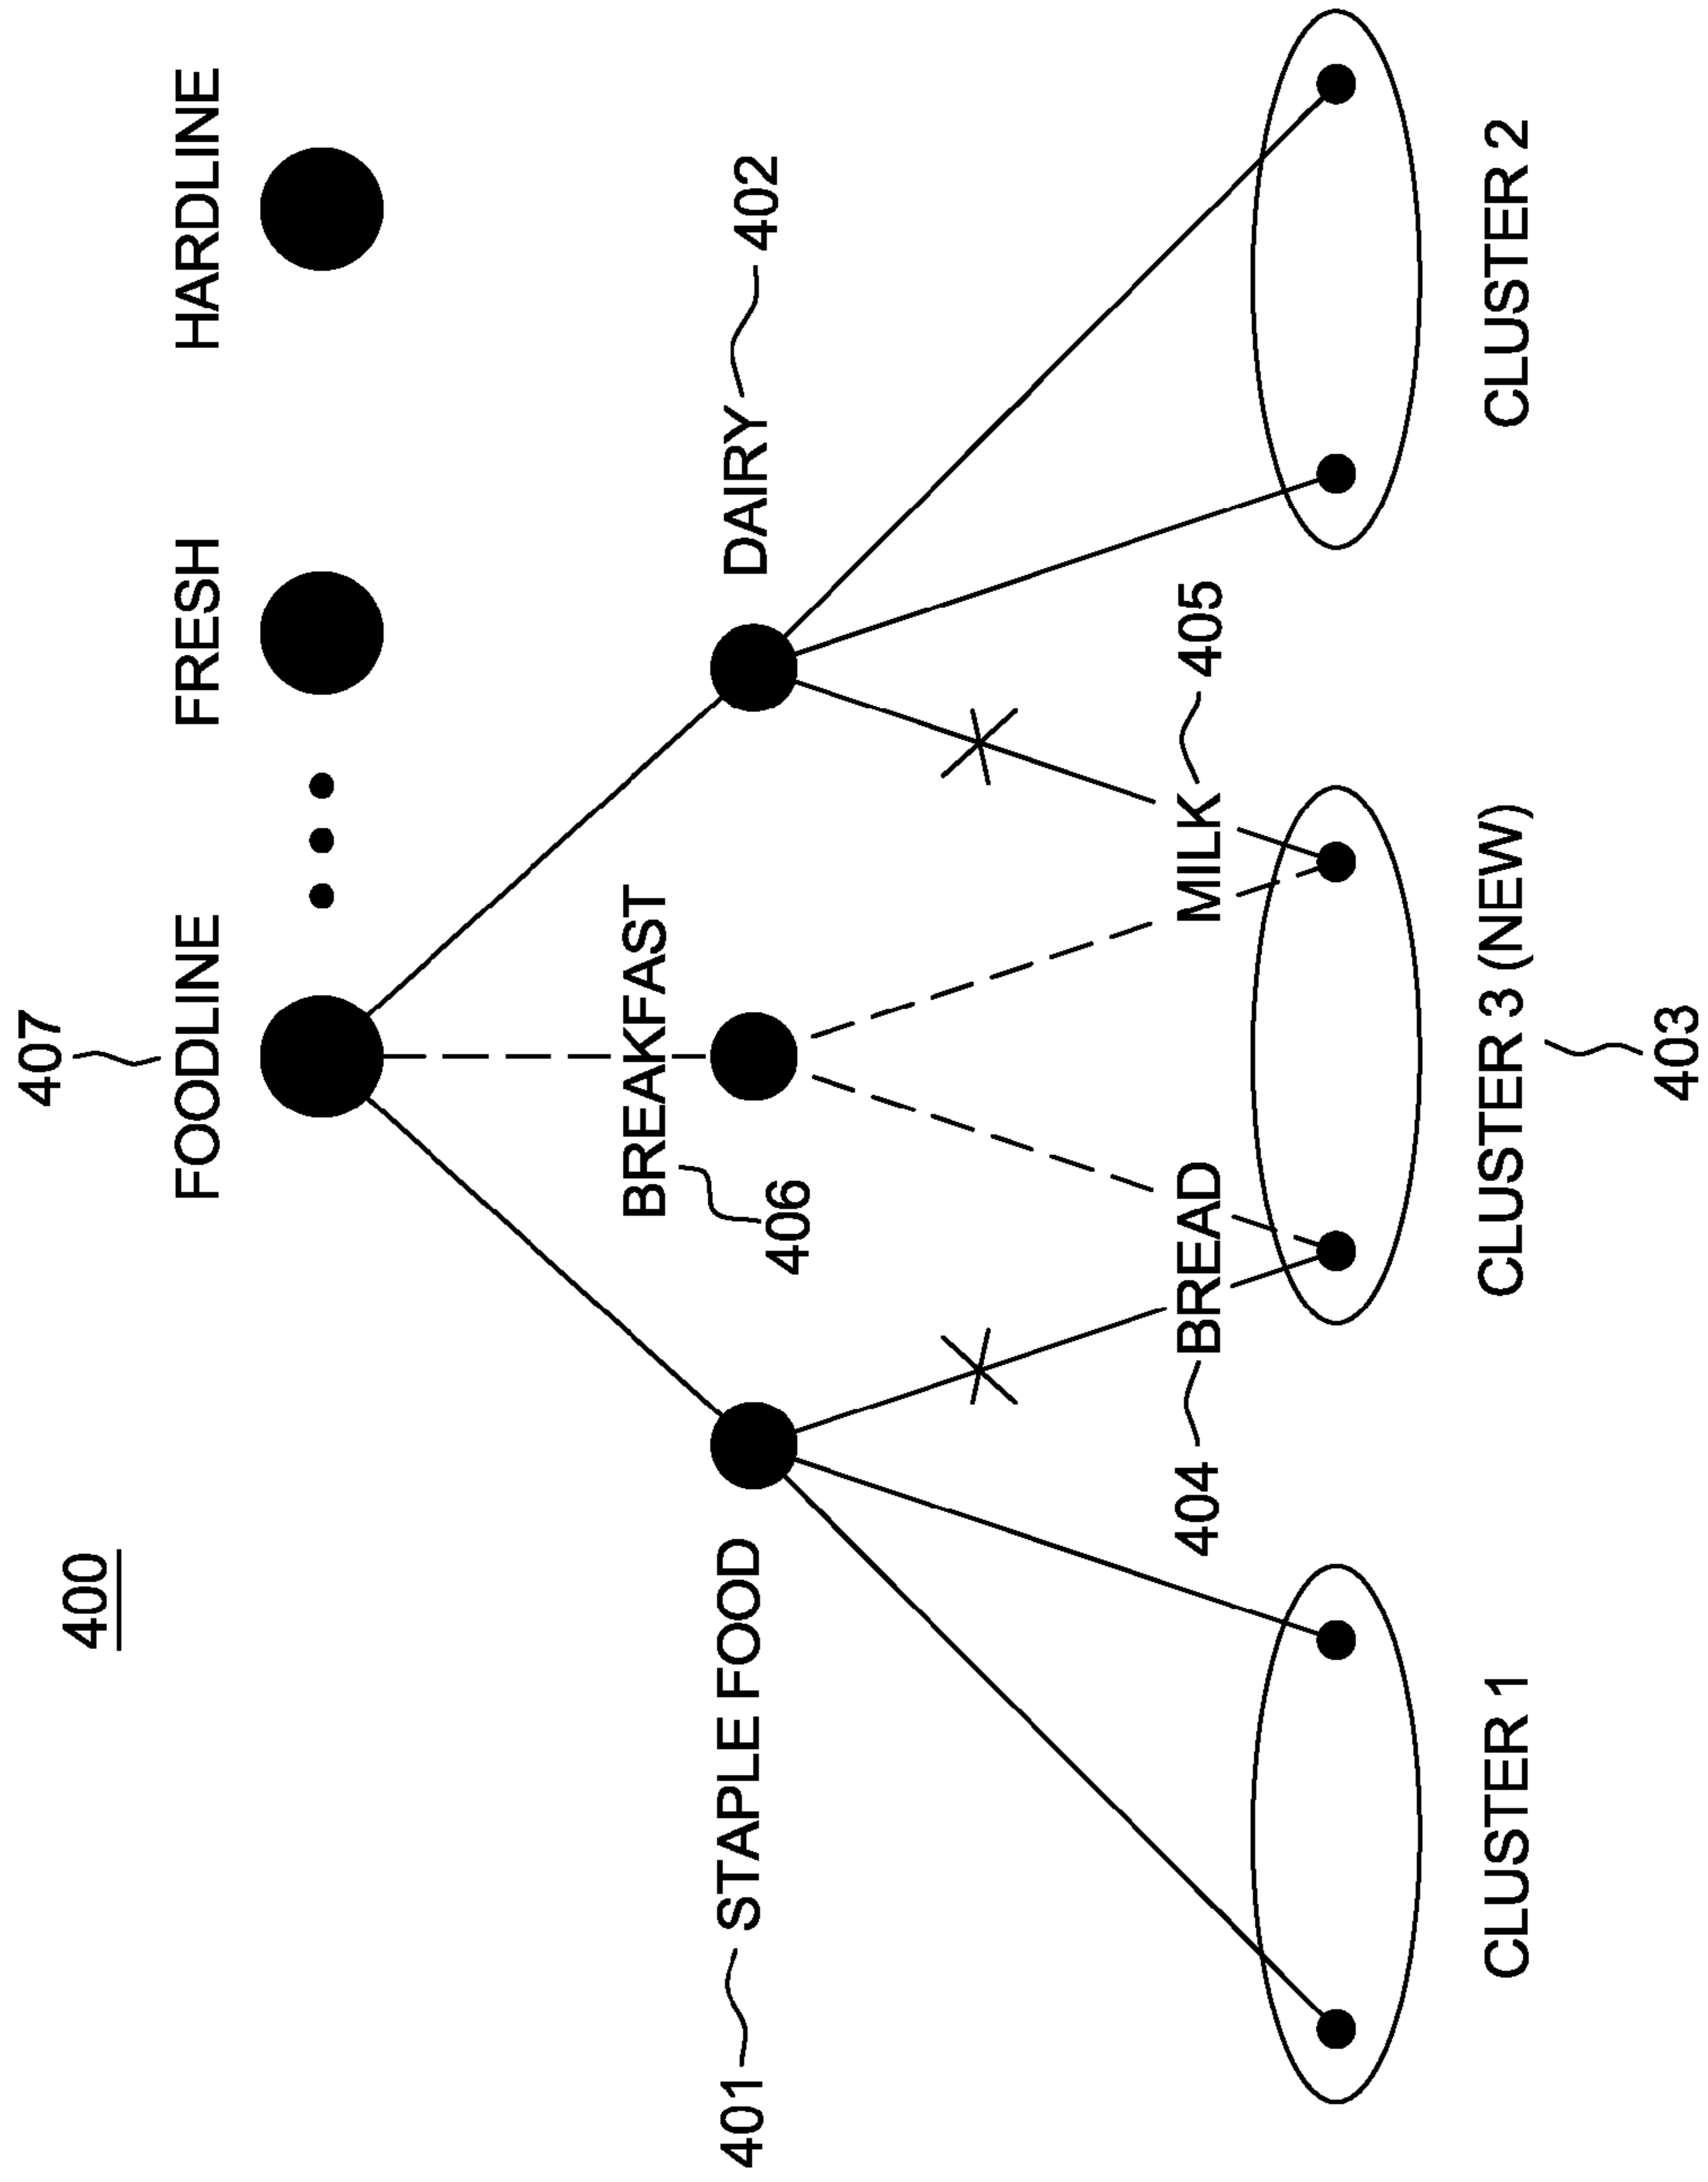 400
407
FOODLINE
FRESH
HARDLINE
BREAKFAST
406
401
STAPLE FOOD
DAIRY
402
404
BREAD
MILK
405
CLUSTER 1
CLUSTER 3 (NEW)
CLUSTER 2
403